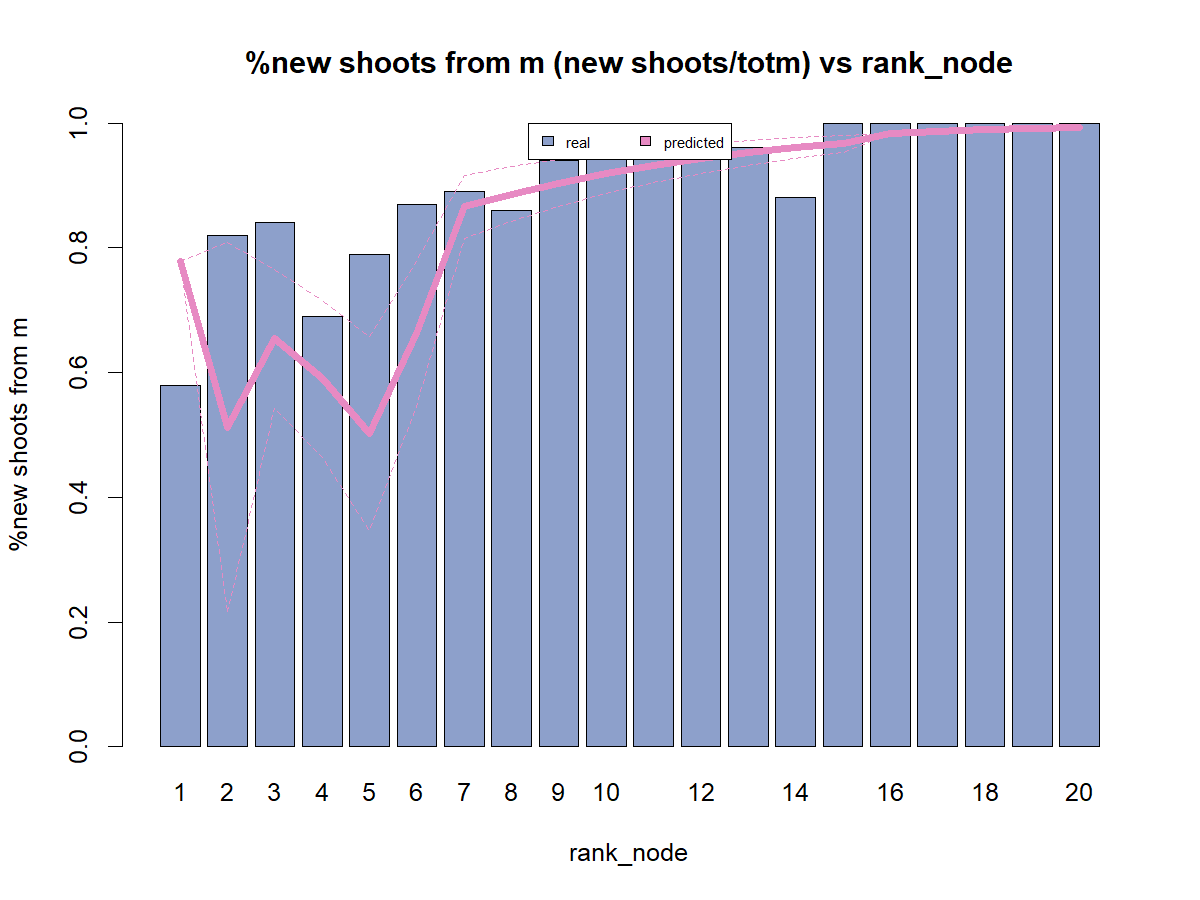 %new shoots from m (new shoots/totm) vs rank_node
real predicted
%new shoots from m
1.0
0.8
0.6
0.4
0.2
0.0
1 2 3 4 5 6 7 8 9 10 12 14 16 18 20
rank_node